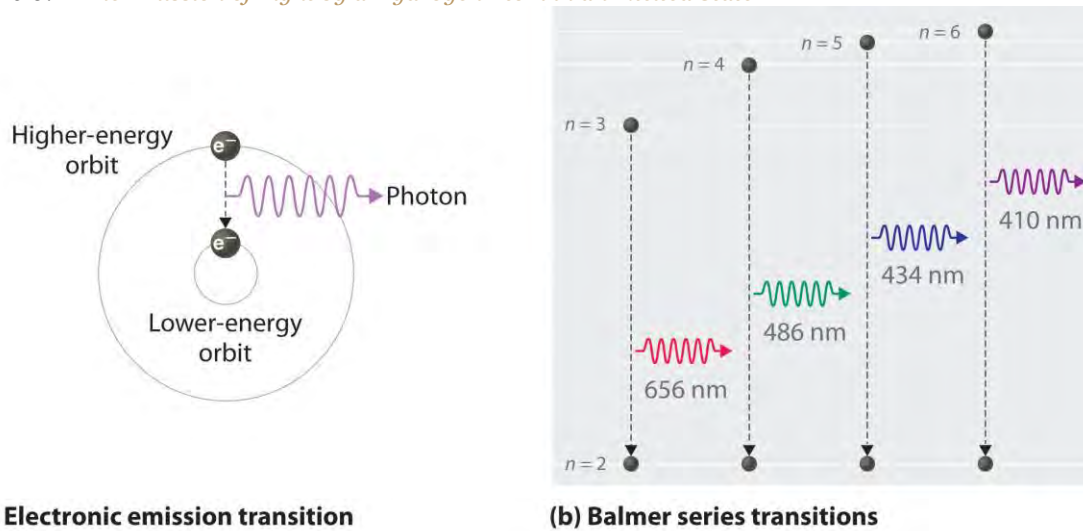 Higher-energy
orbit
e⁻
Photon
e⁻
Lower-energy
orbit
Electronic emission transition
n = 6
n = 5
n = 4
n = 3
410 nm
434 nm
486 nm
656 nm
n = 2
(b) Balmer series transitions